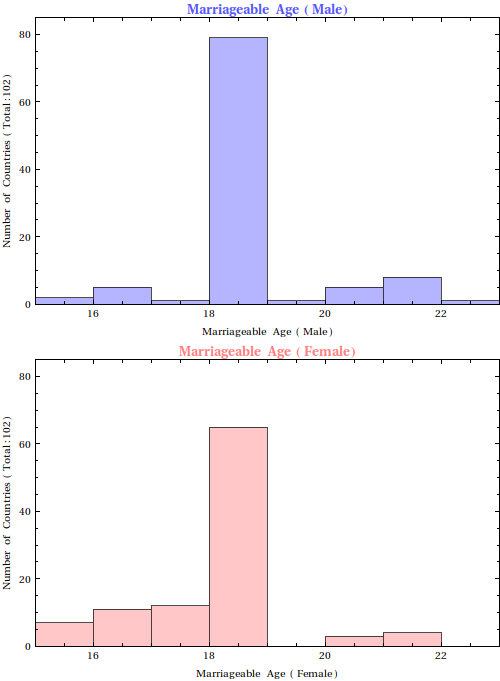 Marriageable Age ( Male)
Number of Countries ( Total:102)
80
60
40
20
0
16 18 20 22
Marriageable Age ( Male)
Marriageable Age ( Female)
Number of Countries ( Total:102)
80
60
40
20
0
16 18 20 22
Marriageable Age ( Female)